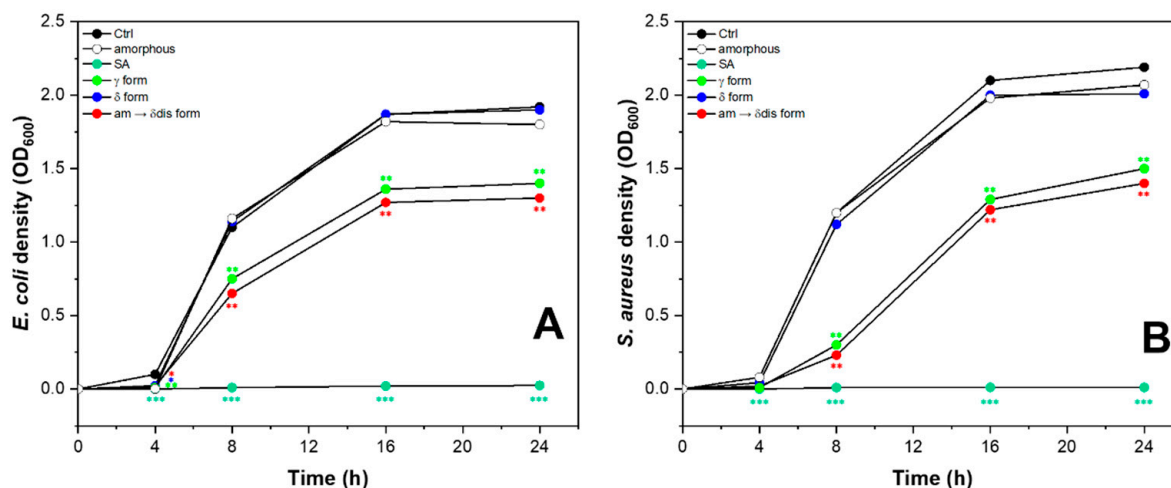 2.5
2.0
1.5
1.0
0.5
0.0
E. coli density (OD600)
Ctrl
amorphous
SA
γ form
δ form
am → δdis form
** **
** **
**
**
*
*
**
*** *** *** ***
A
0 4 8 12 16 20 24
Time (h)
2.5
2.0
1.5
1.0
0.5
0.0
S. aureus density (OD600)
Ctrl
amorphous
SA
γ form
δ form
am → δdis form
**
**
**
**
**
**
*** *** *** ***
B
0 4 8 12 16 20 24
Time (h)